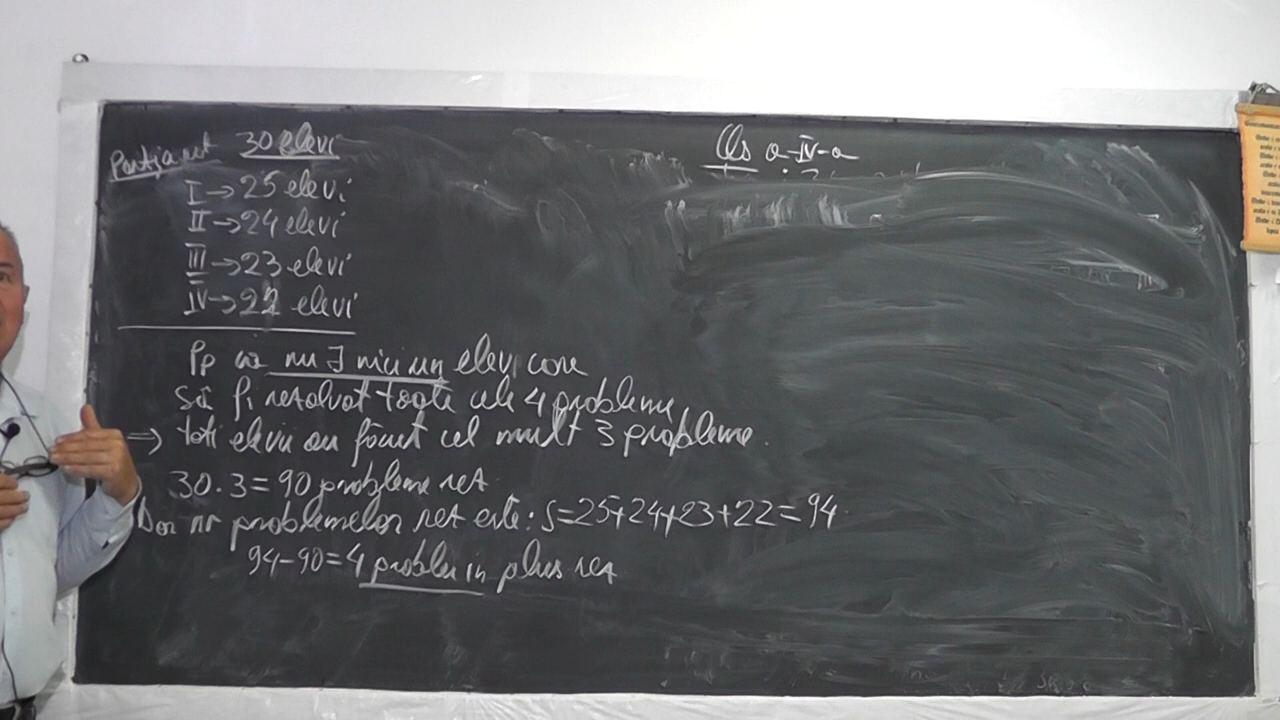 30 elevi
Cls a-IV-a
I → 25 elevi
II → 24 elevi
III → 23 elevi
IV → 22 elevi
Pp că nu ∃ nici un elev care
să fi rezolvat toate cele 4 probleme
⇒ toți elevii au făcut cel mult 3 probleme.
30·3=90 probleme rez
Dar nr problemelor rez este: S=25+24+23+22=94
94-90=4 proble in plus rez